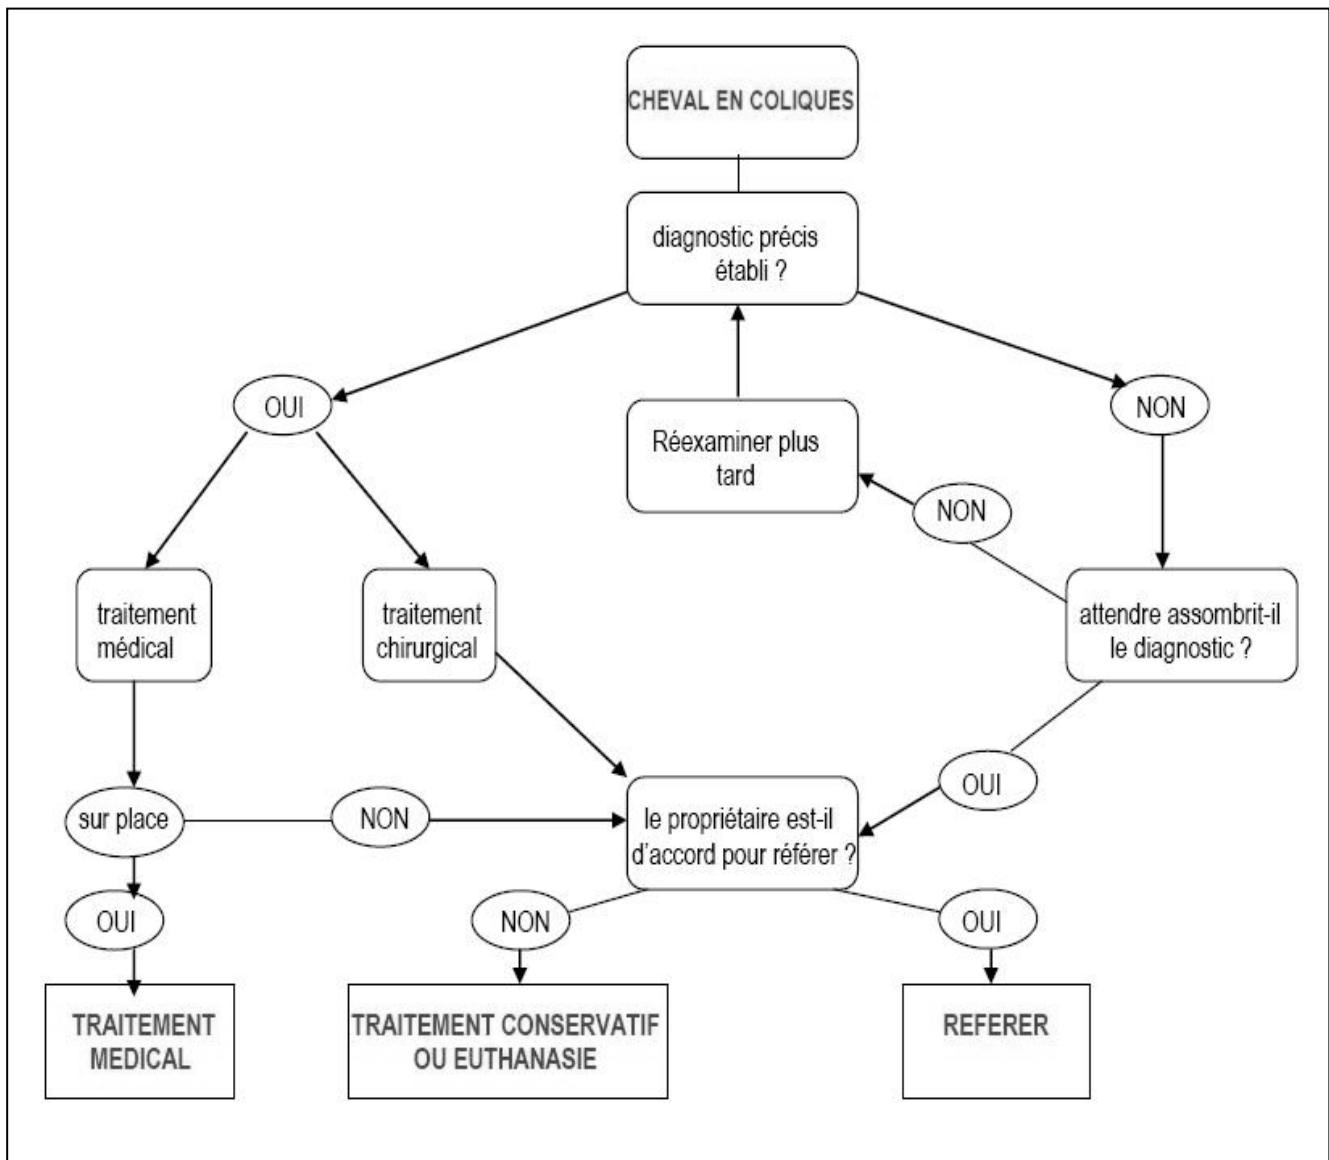 CHEVAL EN COLIQUES
diagnostic précis
établi ?
OUI
NON
Réexaminer plus
tard
NON
traitement
médical
traitement
chirurgical
attendre assombrit-il
le diagnostic ?
OUI
sur place
NON
le propriétaire est-il
d'accord pour référer ?
OUI
NON
OUI
TRAITEMENT
MEDICAL
TRAITEMENT CONSERVATIF
OU EUTHANASIE
REFERER